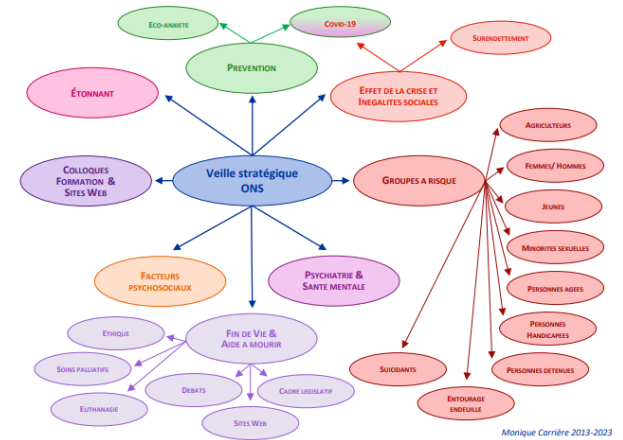 ECO-ANXIETE
COVID-19
SURENDETTEMENT
PREVENTION
ÉTONNANT
EFFET DE LA CRISE ET
INEGALITES SOCIALES
AGRICULTEURS
COLLOQUES
FORMATION &
SITES WEB
Veille stratégique
ONS
GROUPES A RISQUE
FEMMES/ HOMMES
JEUNES
MINORITES SEXUELLES
FACTEURS
PSYCHOSOCIAUX
PSYCHIATRIE &
SANTE MENTALE
PERSONNES AGEES
PERSONNES
HANDICAPEES
ETHIQUE
FIN DE VIE &
AIDE A MOURIR
SOINS PALLIATIFS
SUICIDANTS
PERSONNES DETENUES
EUTHANASIE
DEBATS
CADRE LEGISLATIF
SITES WEB
ENTOURAGE
ENDEUILLE
Monique Carrière 2013-2023